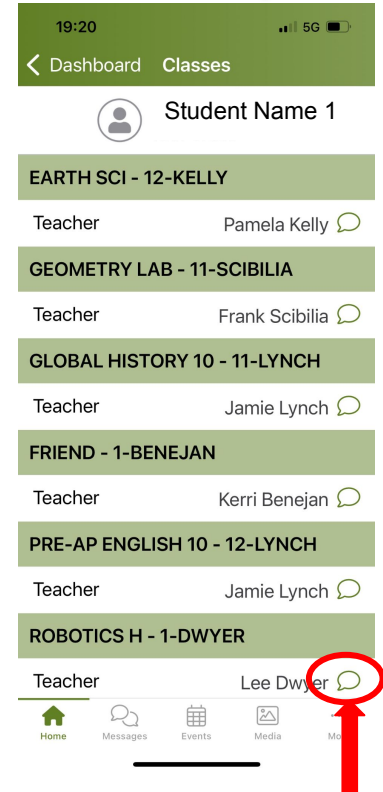 19:20 5G
Dashboard Classes
Student Name 1
EARTH SCI - 12-KELLY
Teacher Pamela Kelly
GEOMETRY LAB - 11-SCIBILIA
Teacher Frank Scibilia
GLOBAL HISTORY 10 - 11-LYNCH
Teacher Jamie Lynch
FRIEND - 1-BENEJAN
Teacher Kerri Benejan
PRE-AP ENGLISH 10 - 12-LYNCH
Teacher Jamie Lynch
ROBOTICS H - 1-DWYER
Teacher Lee Dwyer
Home Messages Events Media